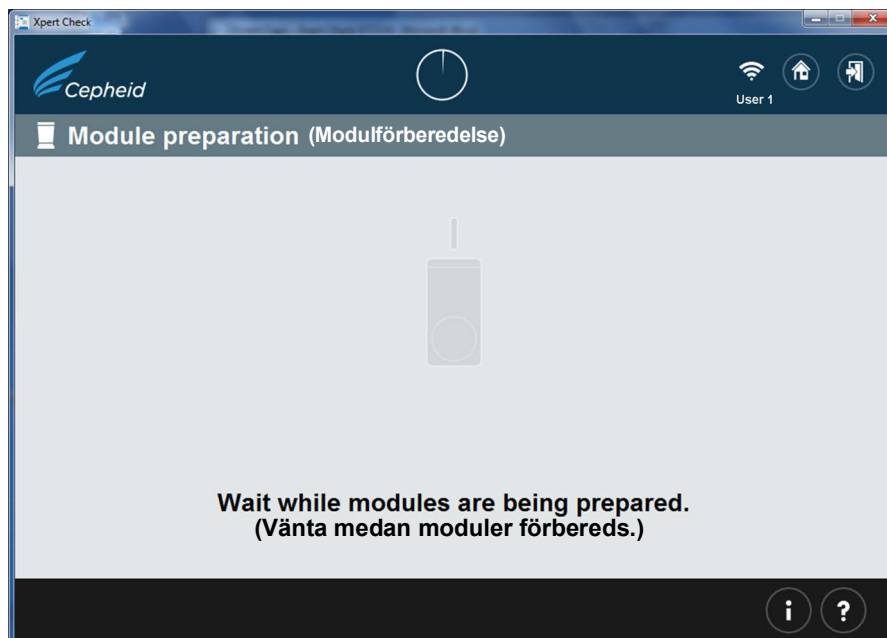 Xpert Check
Cepheid
User 1
Module preparation (Modulförberedelse)
Wait while modules are being prepared.
(Vänta medan moduler förbereds.)
i ?